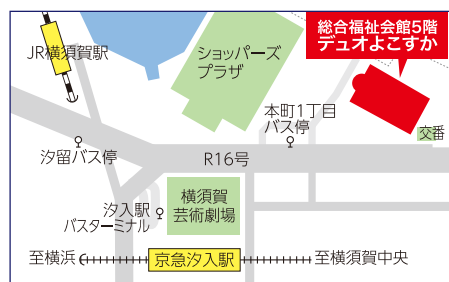 総合福祉会館5階
デュオよこすか
JR横須賀駅
ショッパーズ
プラザ
本町1丁目
バス停
交番
汐留バス停
R16号
汐入駅
バスターミナル
横須賀
芸術劇場
至横浜
京急汐入駅
至横須賀中央